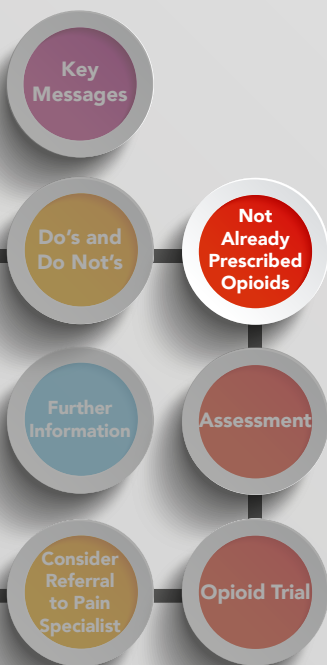 Key
Messages
Do's and
Do Not's
Not
Already
Prescribed
Opioids
Further
Information
Assessment
Consider
Referral
to Pain
Specialist
Opioid Trial